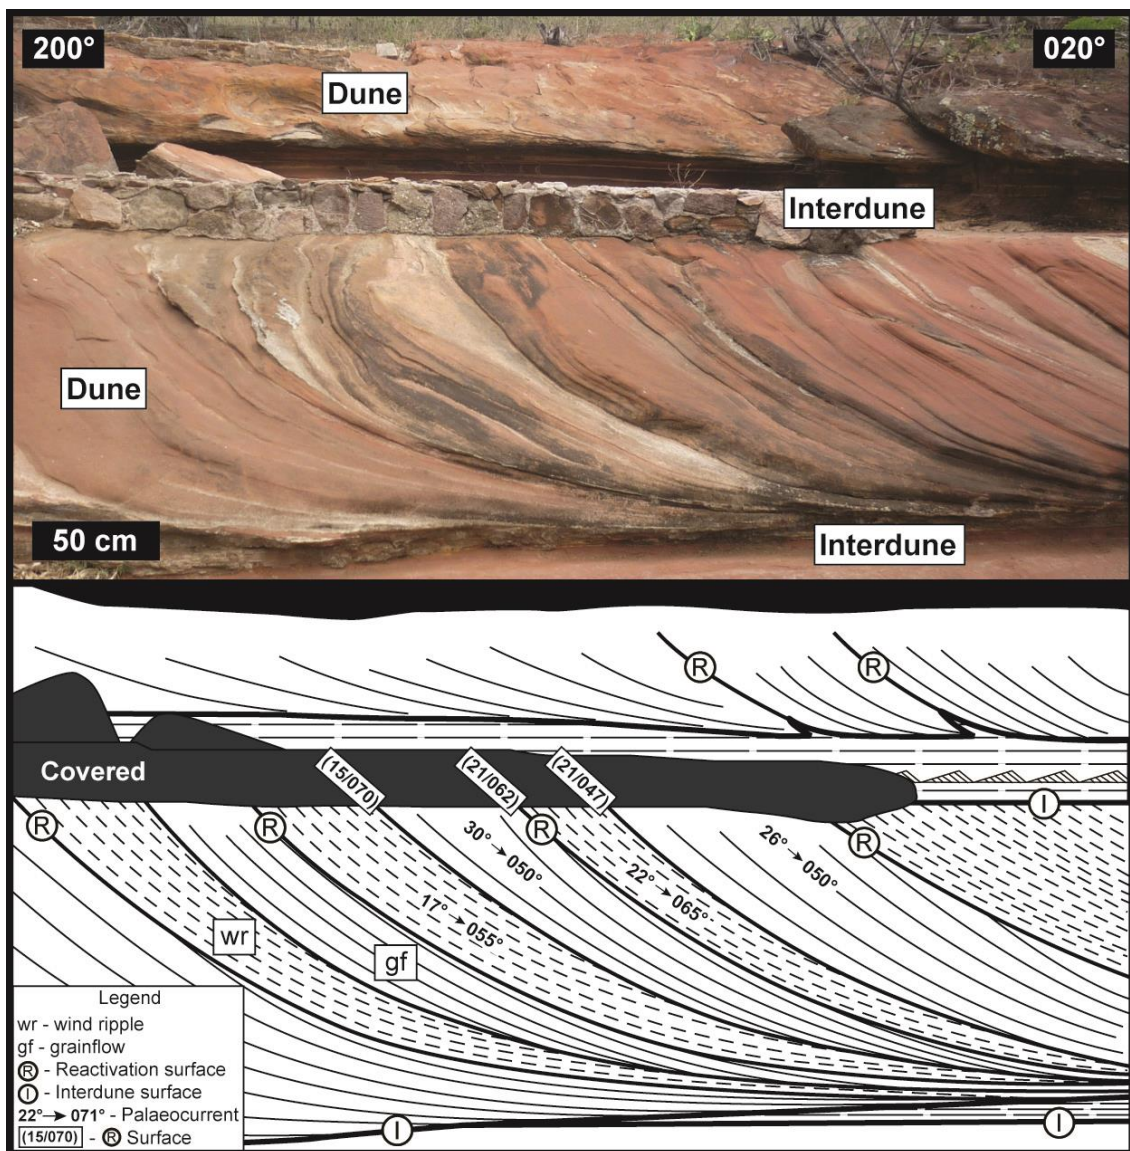 200°
020°
Dune
Interdune
Dune
50 cm
Interdune
R
R
Covered
(15/070)
(21/062)
(21/047)
I
R
R
R
R
30° → 050°
26° → 050°
22° → 065°
17° → 055°
wr
gf
Legend
wr - wind ripple
gf - grainflow
R - Reactivation surface
I - Interdune surface
22° → 071° - Palaeocurrent
(15/070) - R Surface
I
I